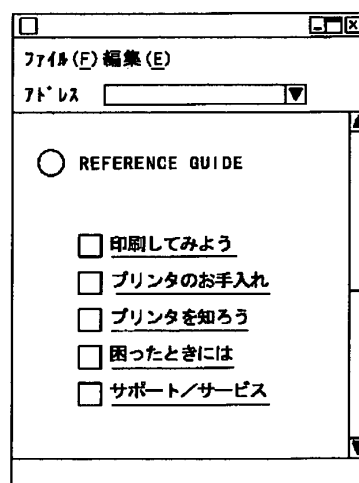 ファイル(F)編集(E)
アドレス
REFERENCE GUIDE
印刷してみよう
プリンタのお手入れ
プリンタを知ろう
困ったときには
サポート/サービス